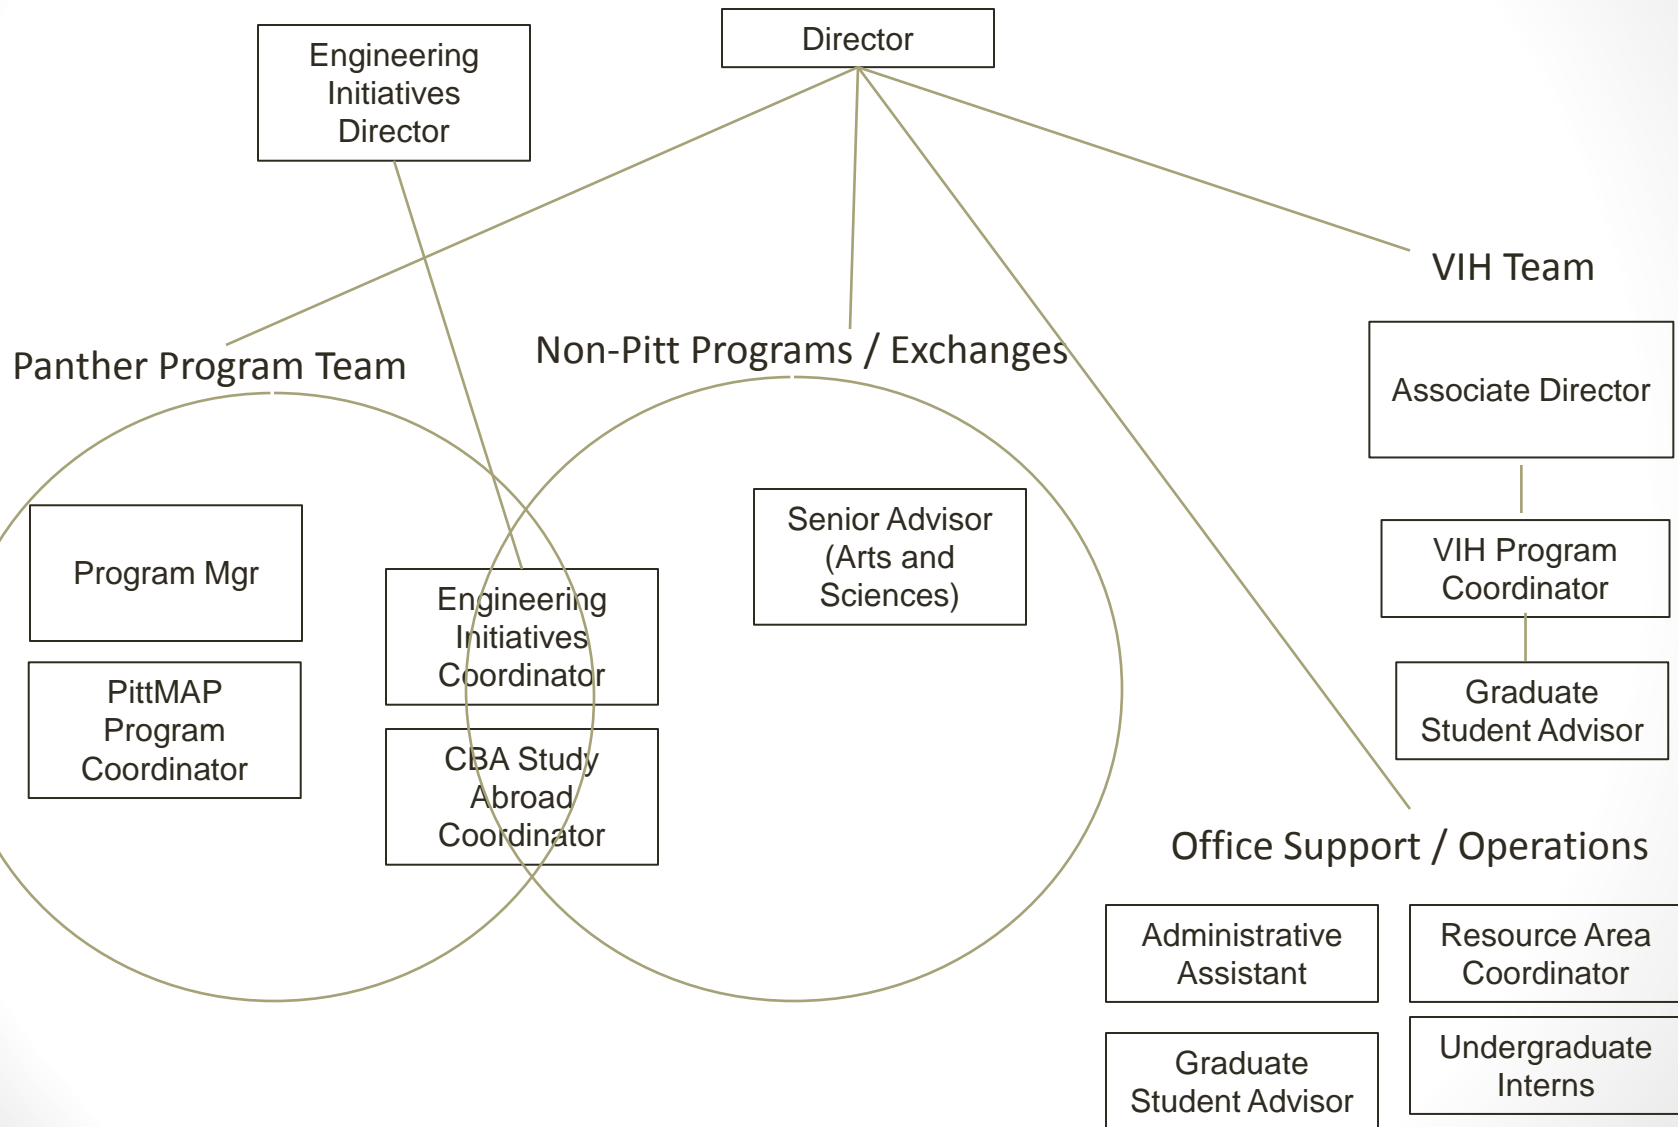 Director
Engineering
Initiatives
Director
VIH Team
Panther Program Team
Non-Pitt Programs / Exchanges
Associate Director
Program Mgr
PittMAP
Program
Coordinator
Engineering
Initiatives
Coordinator
CBA Study
Abroad
Coordinator
Senior Advisor
(Arts and
Sciences)
VIH Program
Coordinator
Graduate
Student Advisor
Office Support / Operations
Administrative
Assistant
Resource Area
Coordinator
Graduate
Student Advisor
Undergraduate
Interns